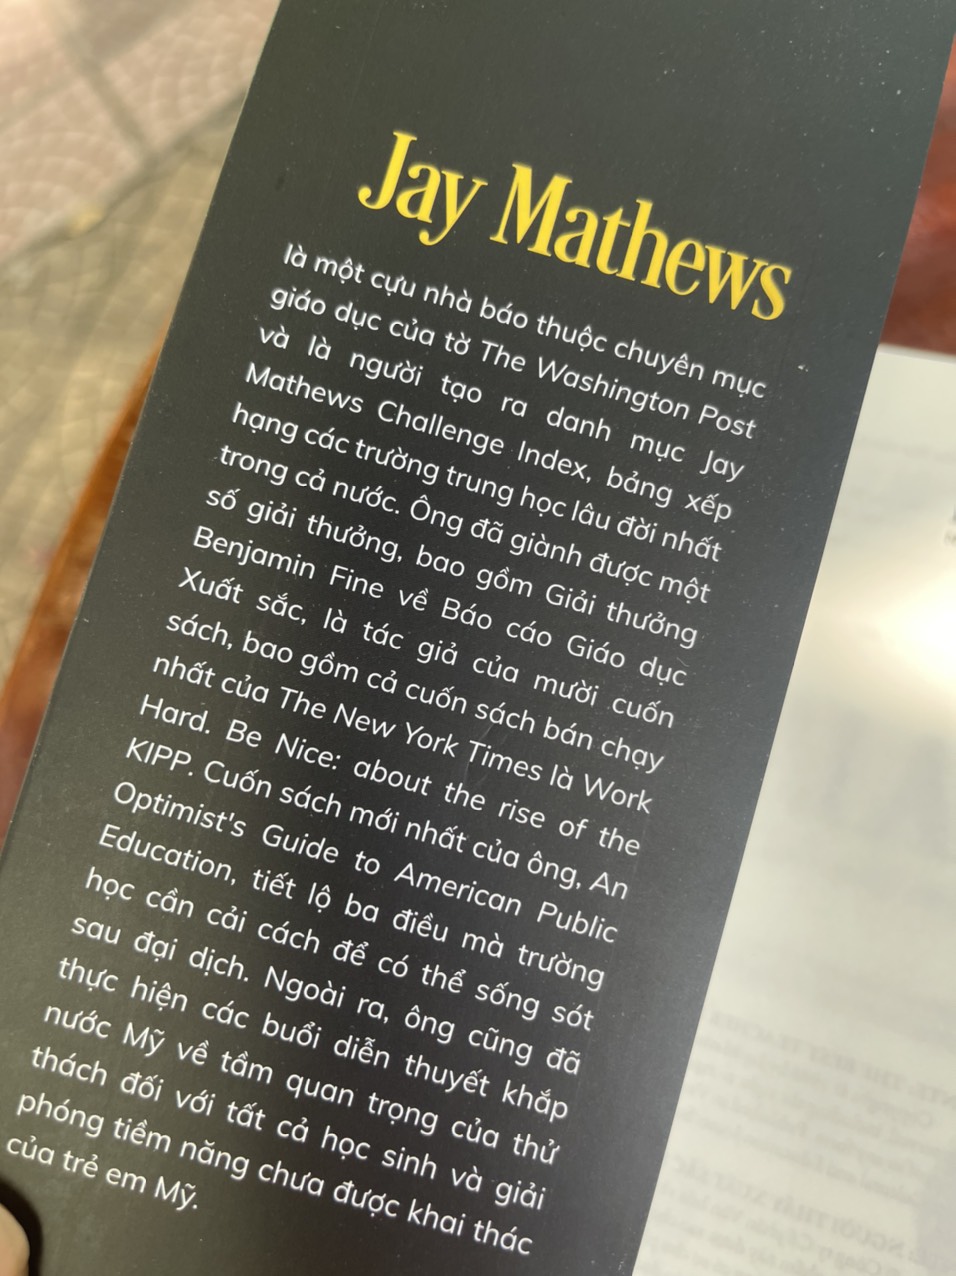 Jay Mathews
là một cựu nhà báo thuộc chuyên mục
giáo dục của tờ The Washington Post
và là người tạo ra danh mục Jay
Mathews Challenge Index, bảng xếp
hạng các trường trung học lâu đời nhất
trong cả nước. Ông đã giành được một
số giải thưởng, bao gồm Giải thưởng
Benjamin Fine về Báo cáo Giáo dục
Xuất sắc, là tác giả của mười cuốn
sách, bao gồm cả cuốn sách bán chạy
nhất của The New York Times là Work
Hard. Be Nice: about the rise of the
KIPP. Cuốn sách mới nhất của ông, An
Optimist's Guide to American Public
Education, tiết lộ ba điều mà trường
học cần cải cách để có thể sống sót
sau đại dịch. Ngoài ra, ông cũng đã
thực hiện các buổi diễn thuyết khắp
nước Mỹ về tầm quan trọng của thử
thách đối với tất cả học sinh và giải
phóng tiềm năng chưa được khai thác
của trẻ em Mỹ.